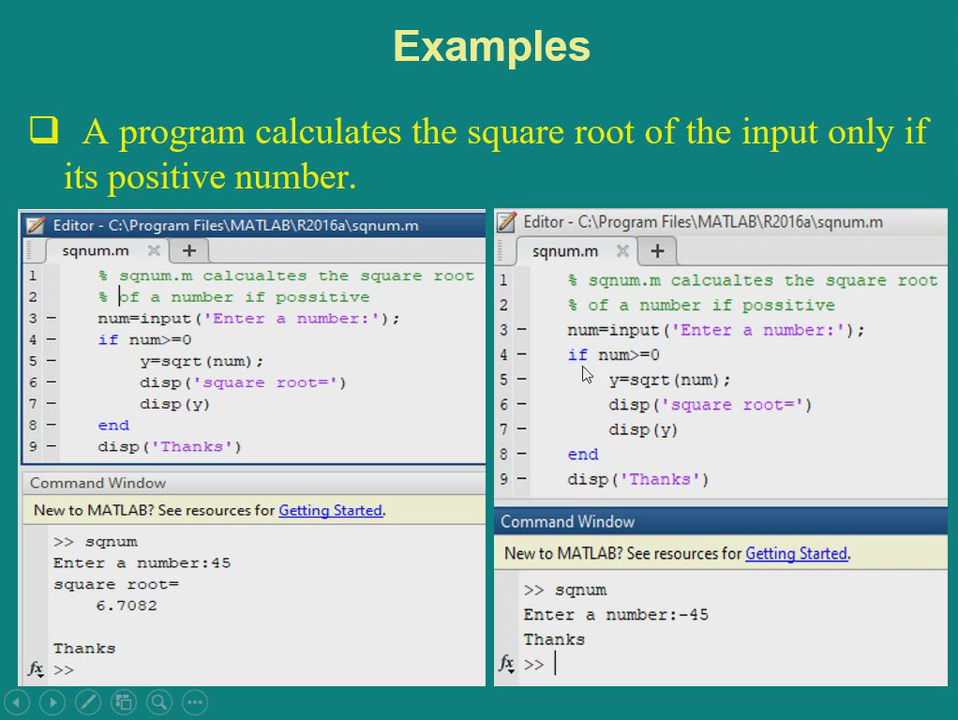 Examples
❑ A program calculates the square root of the input only if
its positive number.
Editor - C:\Program Files\MATLAB\R2016a\sqnum.m
sqnum.m × +
1 % sqnum.m calcualtes the square root
2 % of a number if possitive
3 – num=input('Enter a number:');
4 – if num>=0
5 – y=sqrt(num);
6 – disp('square root=')
7 – disp(y)
8 – end
9 – disp('Thanks')
Command Window
New to MATLAB? See resources for Getting Started.
>> sqnum
Enter a number:45
square root=
6.7082
Thanks
fx >>
Editor - C:\Program Files\MATLAB\R2016a\sqnum.m
sqnum.m × +
1 % sqnum.m calcualtes the square root
2 % of a number if possitive
3 – num=input('Enter a number:');
4 – if num>=0
5 – y=sqrt(num);
6 – disp('square root=')
7 – disp(y)
8 – end
9 – disp('Thanks')
Command Window
New to MATLAB? See resources for Getting Started.
>> sqnum
Enter a number:-45
Thanks
fx >>